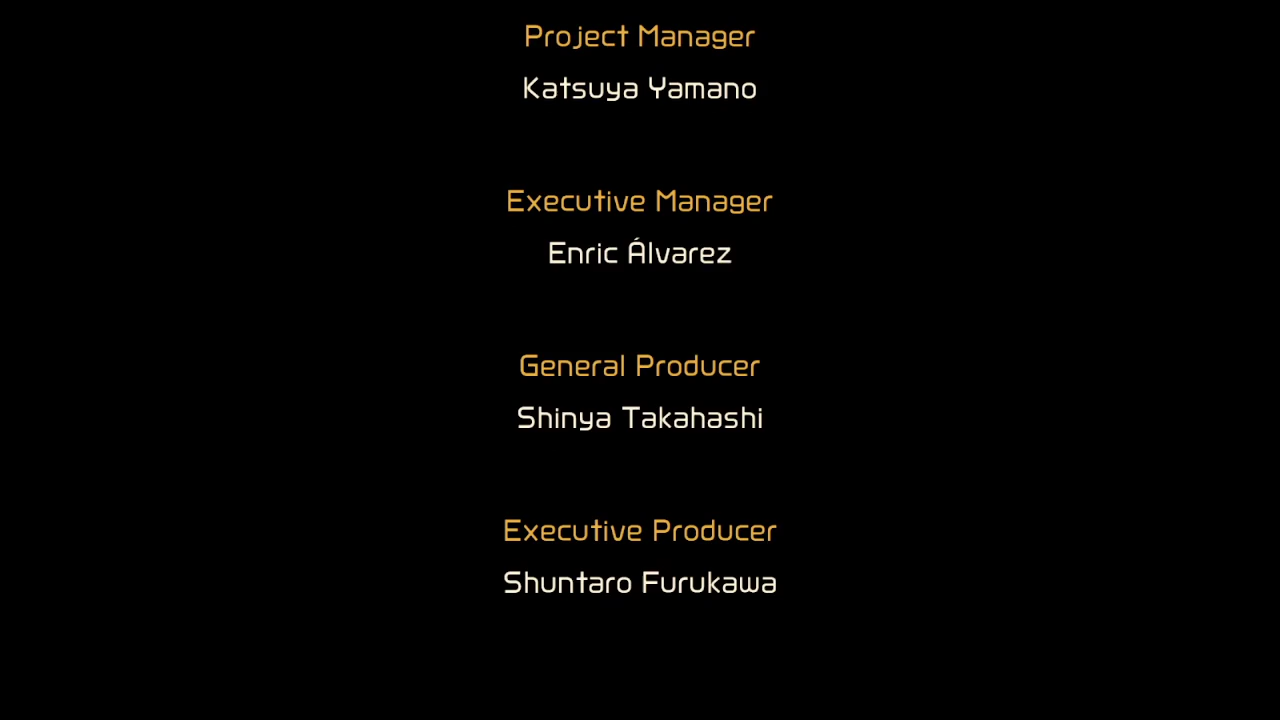 Project Manager
Katsuya Yamano
Executive Manager
Enric Álvarez
General Producer
Shinya Takahashi
Executive Producer
Shuntaro Furukawa